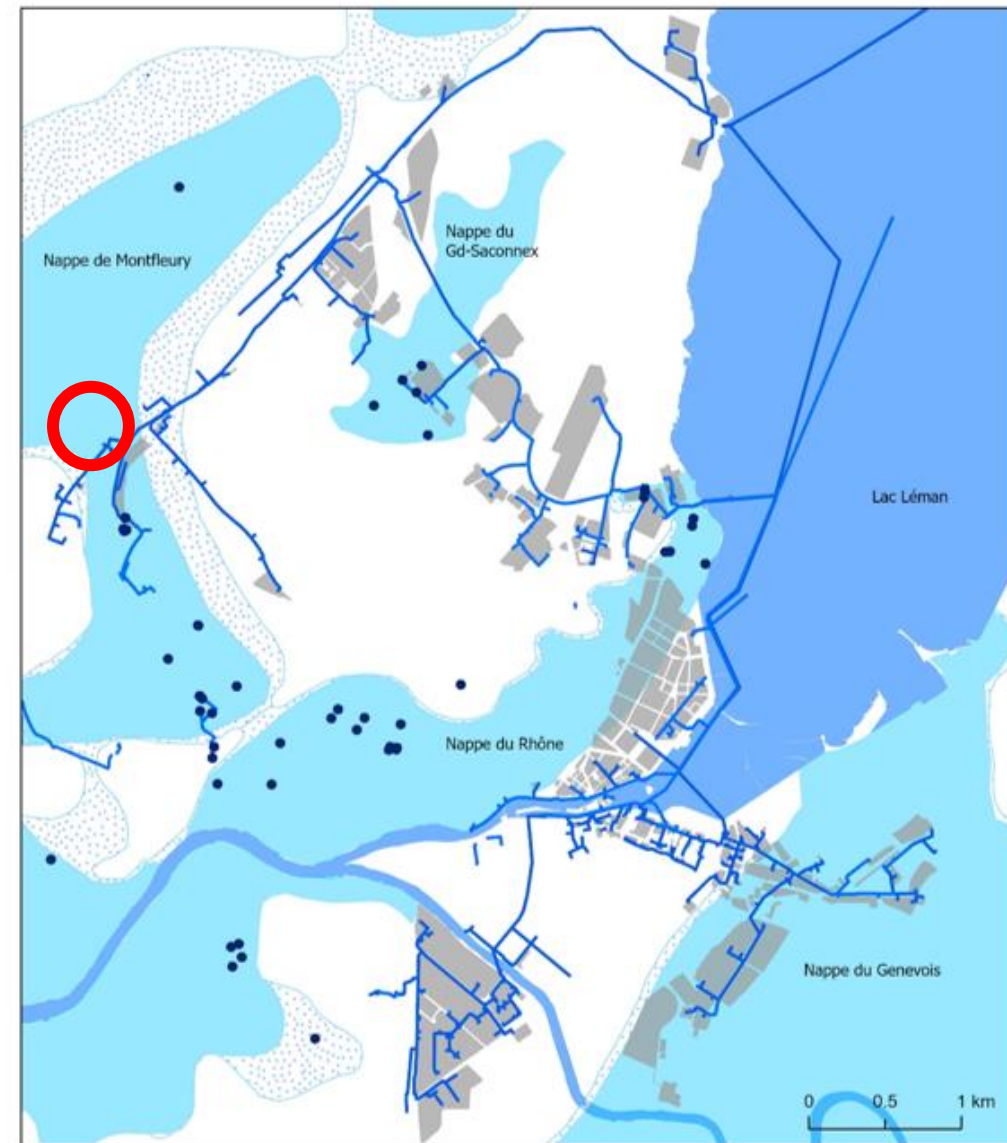 Nappe du
Gd-Saconnex
Nappe de Montfleury
Lac Léman
Nappe du Rhône
Nappe du Genevois
0 0.5 1 km